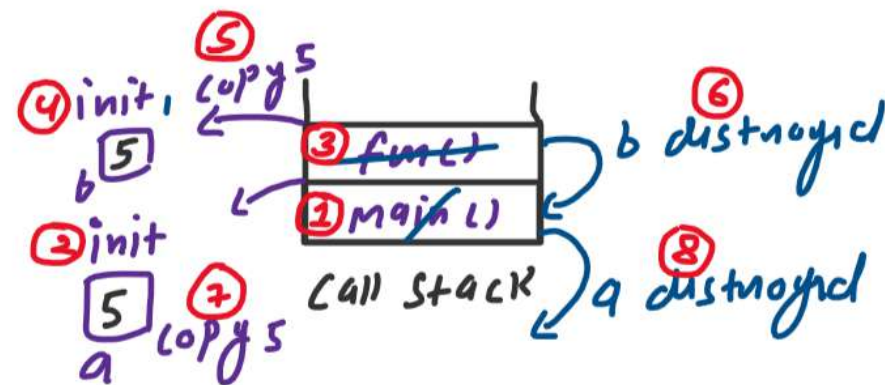 ⑤
④ init, copy 5
5
b
③ fun()
⑥
b distroyed
② init
① main()
5
a
⑦
copy 5
call stack
⑧
a distroyed